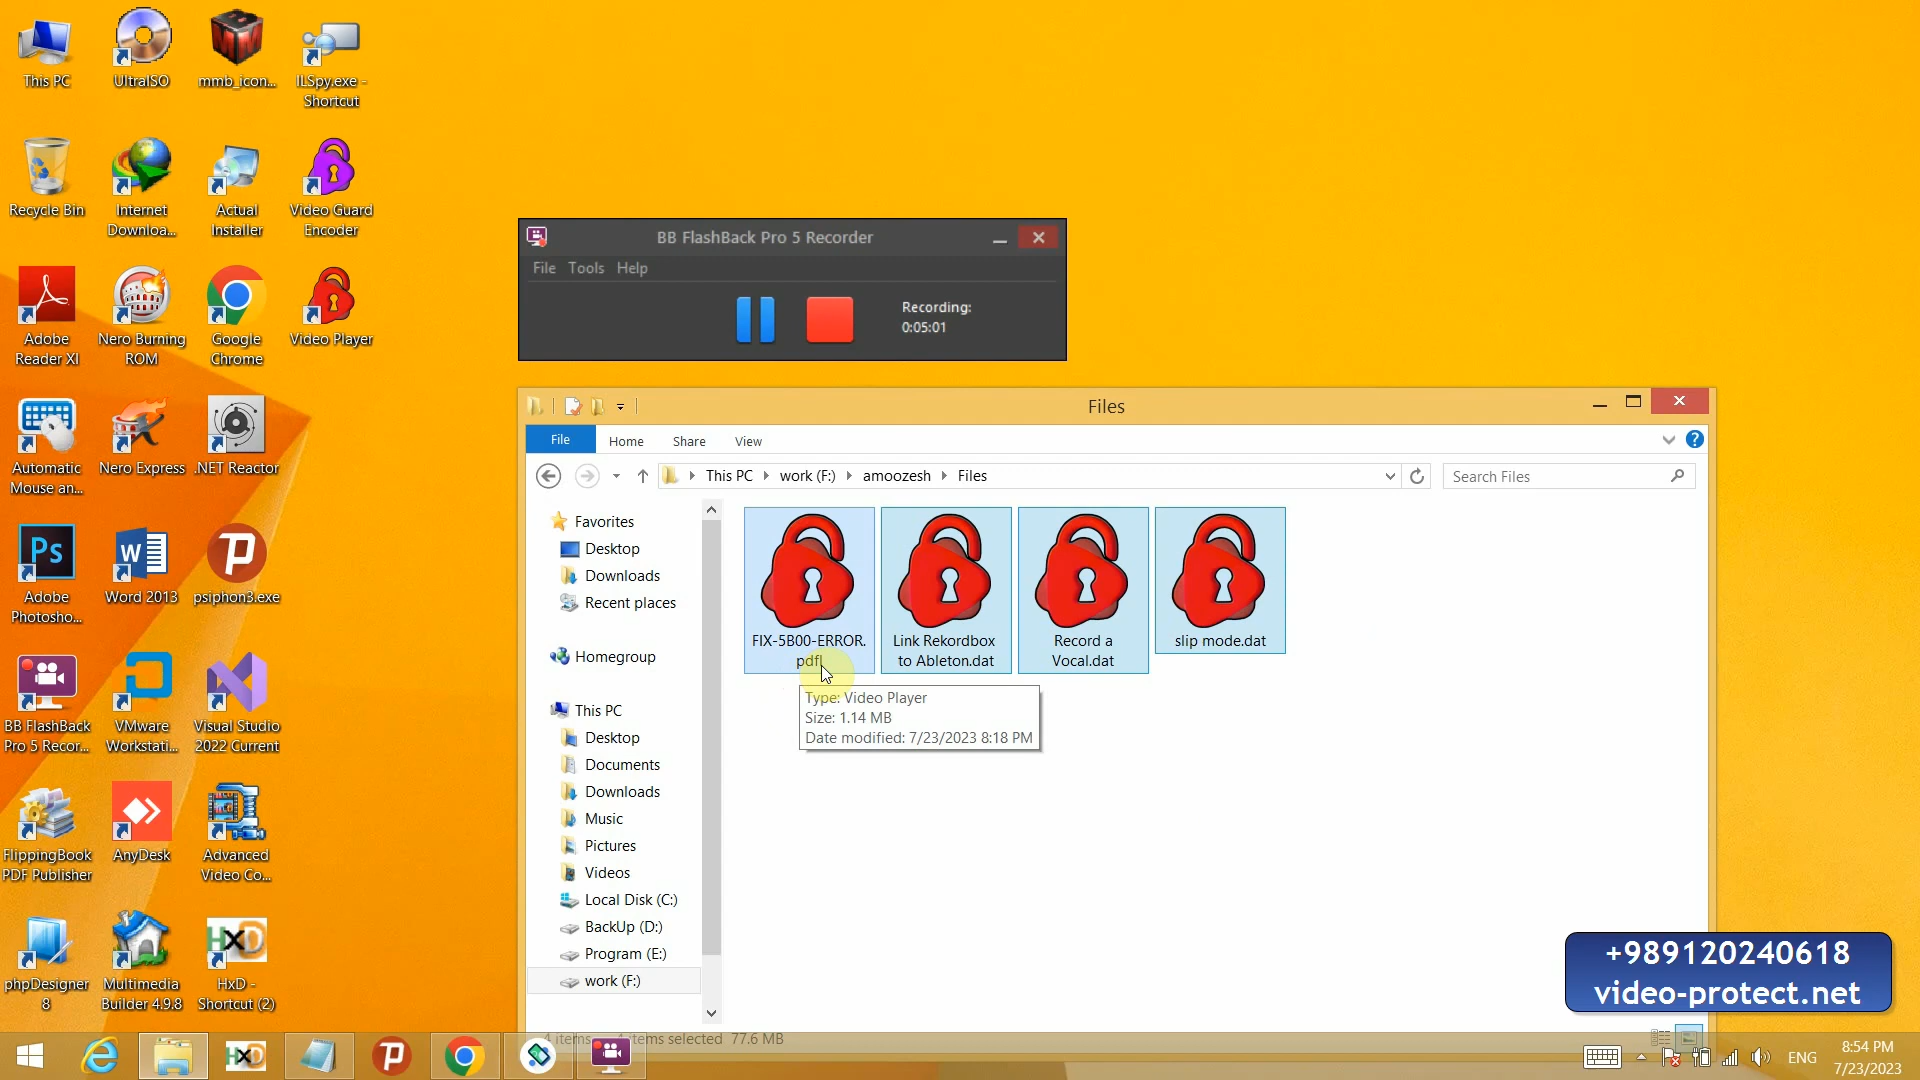 This PC
UltraISO
mmb_icon...
ILSpy.exe -
Shortcut
Recycle Bin
Internet
Downloa...
Actual
Installer
Video Guard
Encoder
Adobe
Reader XI
Nero Burning
ROM
Google
Chrome
Video Player
Automatic
Mouse an...
Nero Express
.NET Reactor
Adobe
Photosho...
Word 2013
psiphon3.exe
BB FlashBack
Pro 5 Recor...
VMware
Workstati...
Visual Studio
2022 Current
FlippingBook
PDF Publisher
AnyDesk
Advanced
Video Co...
phpDesigner
8
Multimedia
Builder 4.9.8
HxD -
Shortcut (2)
BB FlashBack Pro 5 Recorder
File Tools Help
Recording:
0:05:01
Files
File Home Share View
This PC work (F:) amoozesh Files
Search Files
Favorites
Desktop
Downloads
Recent places
Homegroup
This PC
Desktop
Documents
Downloads
Music
Pictures
Videos
Local Disk (C:)
BackUp (D:)
Program (E:)
work (F:)
FIX-5B00-ERROR.
pdfl
Link Rekordbox
to Ableton.dat
Record a
Vocal.dat
slip mode.dat
Type: Video Player
Size: 1.14 MB
Date modified: 7/23/2023 8:18 PM
4 items 4 items selected 77.6 MB
+989120240618
video-protect.net
ENG
8:54 PM
7/23/2023